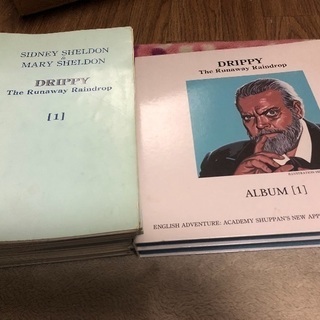 SIDNEY SHELDON
&
MARY SHELDON
DRIPPY
The Runaway Raindrop
[1]
DRIPPY
The Runaway Raindrop
ALBUM [1]
ENGLISH ADVENTURE: ACADEMY SHUPPAN'S NEW